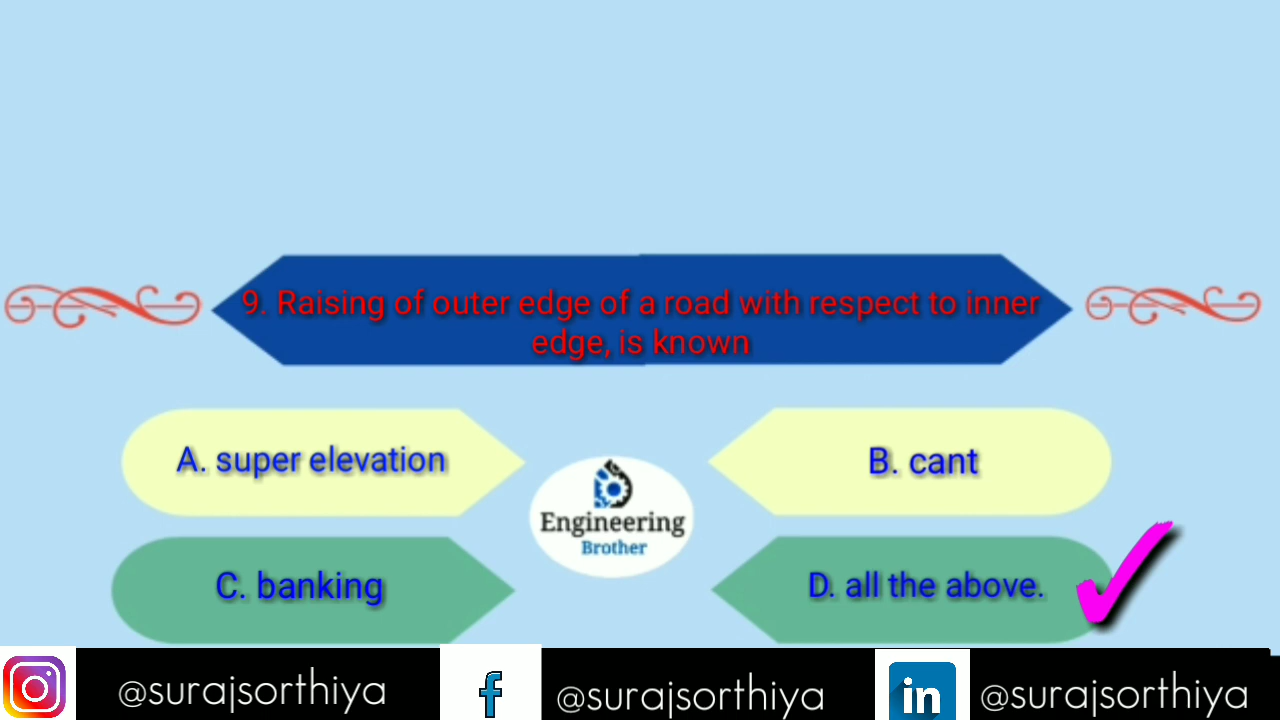 9. Raising of outer edge of a road with respect to inner
edge, is known
A. super elevation
B. cant
Engineering
Brother
C. banking
D. all the above.
@surajsorthiya
f
@surajsorthiya
in
@surajsorthiya